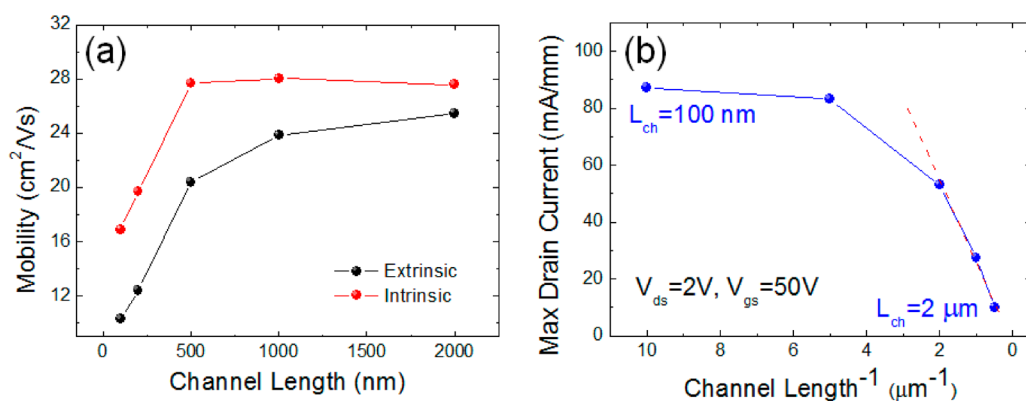 (a)
Mobility (cm²/Vs)
32
28
24
20
16
12
Extrinsic
Intrinsic
0 500 1000 1500 2000
Channel Length (nm)
(b)
Max Drain Current (mA/mm)
100
80
60
40
20
0
L_ch=100 nm
V_ds=2V, V_gs=50V
L_ch=2 μm
10 8 6 4 2 0
Channel Length⁻¹ (μm⁻¹)